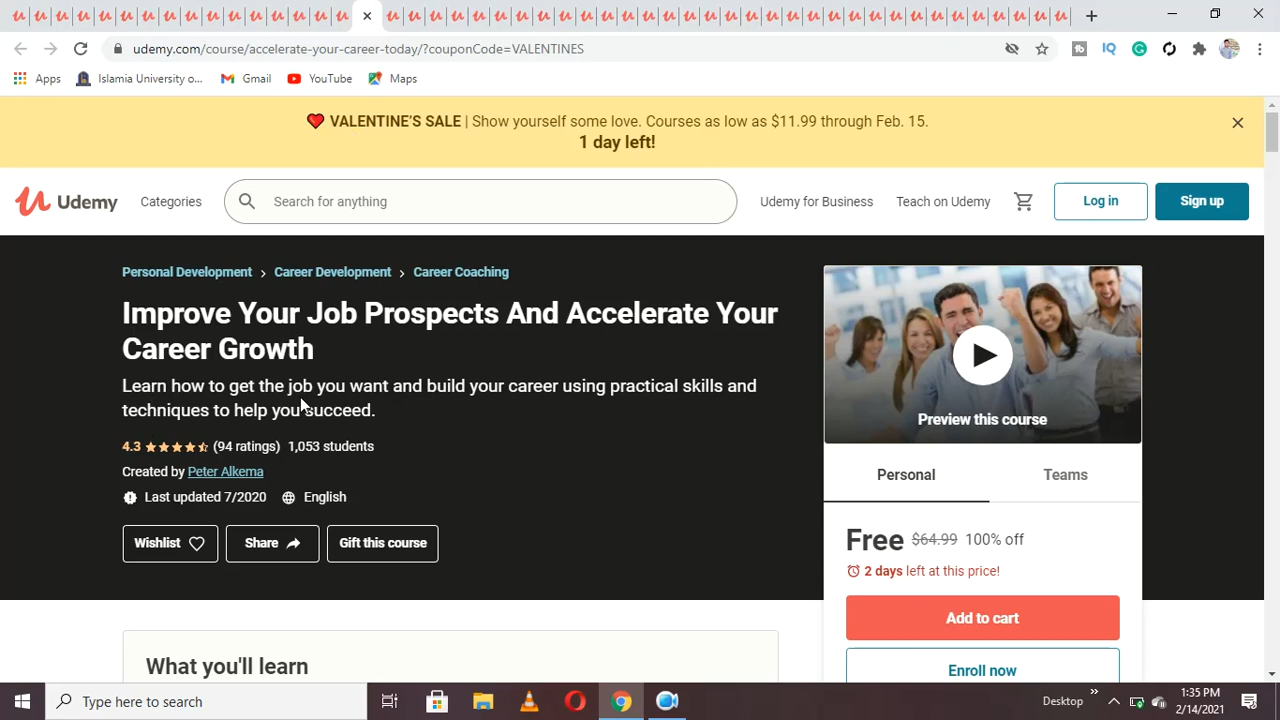 udemy.com/course/accelerate-your-career-today/?couponCode=VALENTINES
Apps
Islamia University o...
Gmail
YouTube
Maps
VALENTINE'S SALE | Show yourself some love. Courses as low as $11.99 through Feb. 15.
1 day left!
Udemy
Categories
Search for anything
Udemy for Business
Teach on Udemy
Log in
Sign up
Personal Development > Career Development > Career Coaching
Improve Your Job Prospects And Accelerate Your
Career Growth
Learn how to get the job you want and build your career using practical skills and
techniques to help you succeed.
4.3 (94 ratings) 1,053 students
Created by Peter Alkema
Last updated 7/2020 English
Wishlist
Share
Gift this course
Preview this course
Personal
Teams
Free $64.99 100% off
2 days left at this price!
Add to cart
Enroll now
What you'll learn
Type here to search
Desktop
1:35 PM
2/14/2021